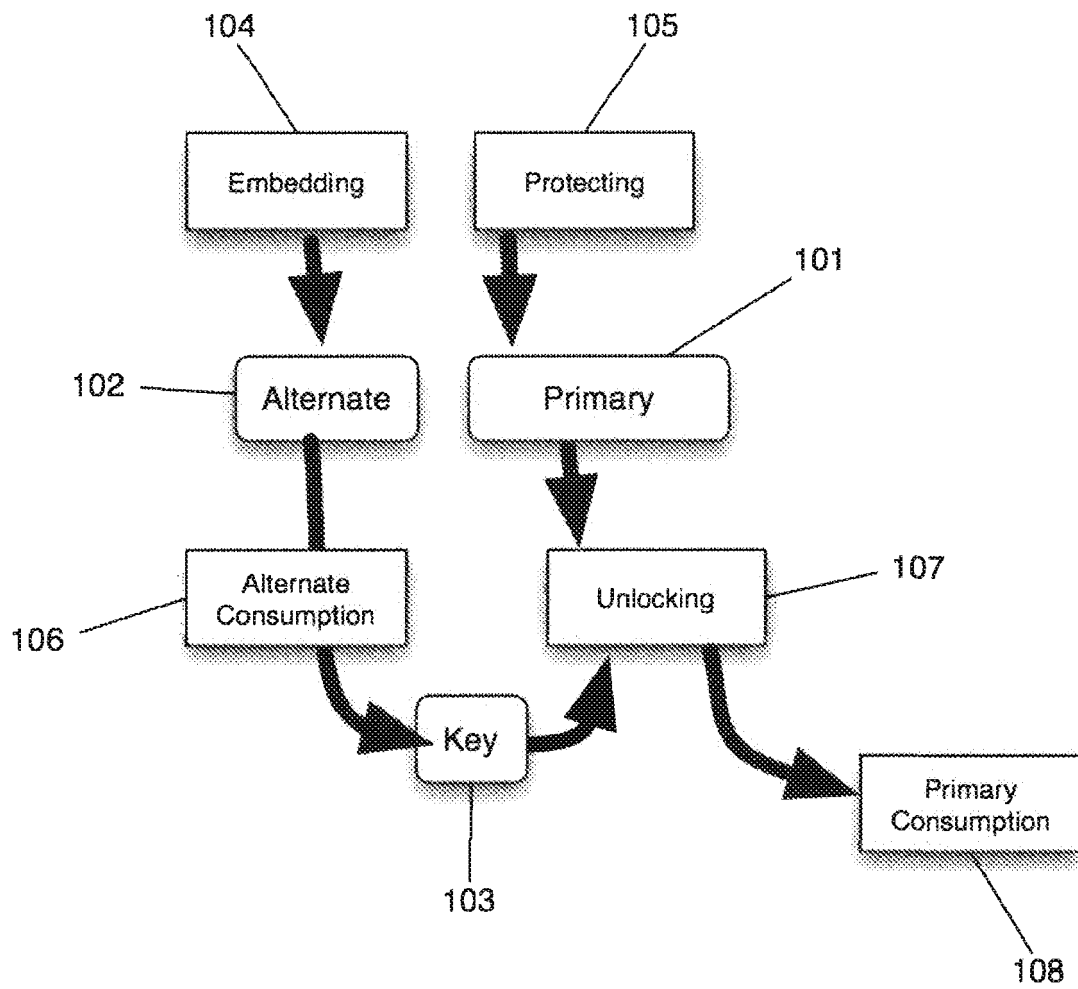 104
105
Embedding
Protecting
101
102
Alternate
Primary
107
Alternate
Consumption
Unlocking
106
Key
Primary
Consumption
103
108